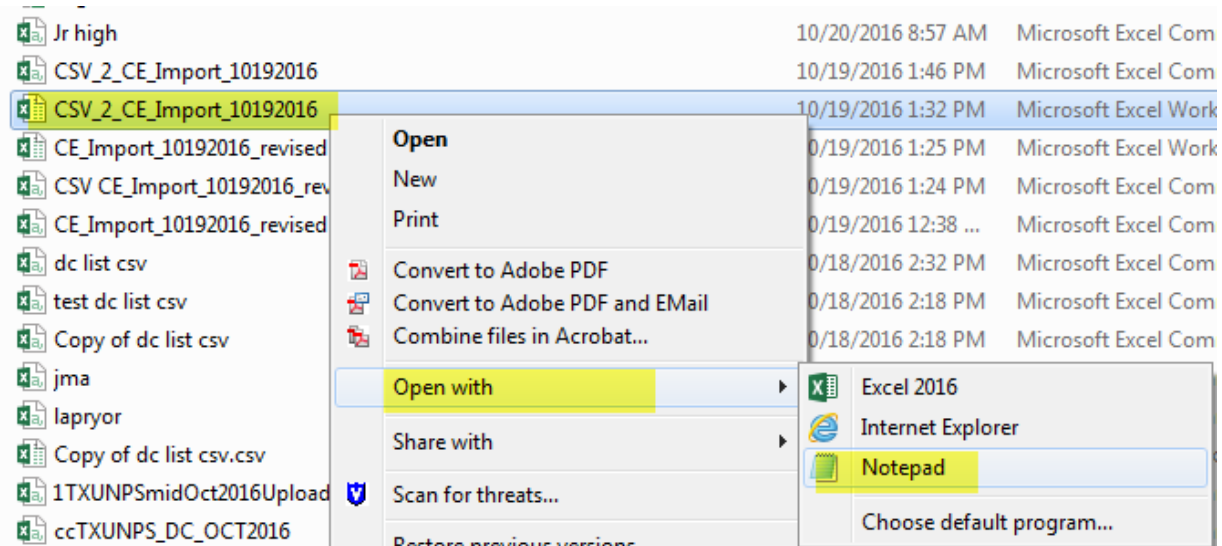 Jr high 10/20/2016 8:57 AM Microsoft Excel Com
CSV_2_CE_Import_10192016 10/19/2016 1:46 PM Microsoft Excel Com
CSV_2_CE_Import_10192016 10/19/2016 1:32 PM Microsoft Excel Work
CE_Import_10192016_revised 0/19/2016 1:25 PM Microsoft Excel Work
CSV CE_Import_10192016_rev 0/19/2016 1:24 PM Microsoft Excel Com
CE_Import_10192016_revised 0/19/2016 12:38 ... Microsoft Excel Com
dc list csv 0/18/2016 2:32 PM Microsoft Excel Com
test dc list csv 0/18/2016 2:18 PM Microsoft Excel Com
Copy of dc list csv 0/18/2016 2:18 PM Microsoft Excel Com
jma
lapryor
Copy of dc list csv.csv
1TXUNPSmidOct2016Upload
ccTXUNPS_DC_OCT2016
Open
New
Print
Convert to Adobe PDF
Convert to Adobe PDF and EMail
Combine files in Acrobat...
Open with
Share with
Scan for threats...
Restore previous versions
Excel 2016
Internet Explorer
Notepad
Choose default program...